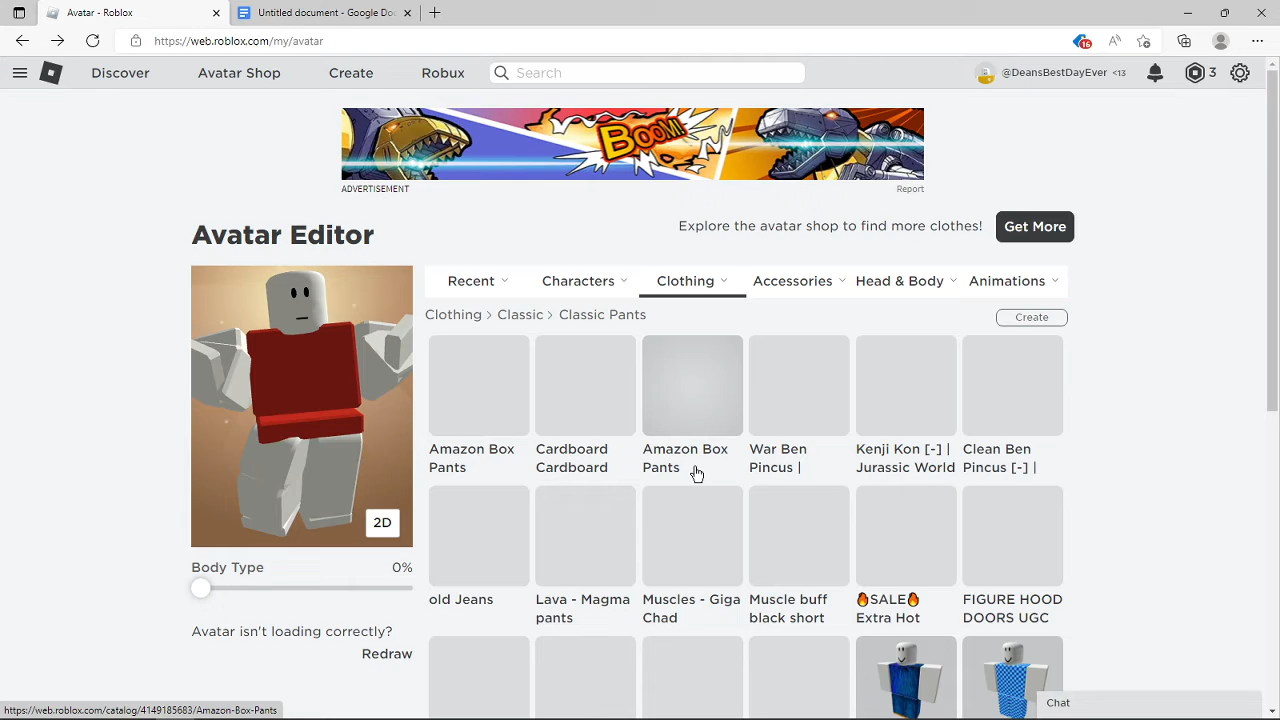 Avatar - Roblox
Untitled document - Google Doc
https://web.roblox.com/my/avatar
16
Discover
Avatar Shop
Create
Robux
Search
@DeansBestDayEver <13
3
BOOM!
ADVERTISEMENT
Report
Avatar Editor
Explore the avatar shop to find more clothes!
Get More
Recent
Characters
Clothing
Accessories
Head & Body
Animations
Clothing > Classic > Classic Pants
Create
2D
Body Type
0%
Avatar isn't loading correctly?
Redraw
Amazon Box
Pants
Cardboard
Cardboard
Amazon Box
Pants
War Ben
Pincus |
Kenji Kon [-] |
Jurassic World
Clean Ben
Pincus [-] |
old Jeans
Lava - Magma
pants
Muscles - Giga
Chad
Muscle buff
black short
🔥SALE🔥
Extra Hot
FIGURE HOOD
DOORS UGC
Chat
https://web.roblox.com/catalog/4149185683/Amazon-Box-Pants